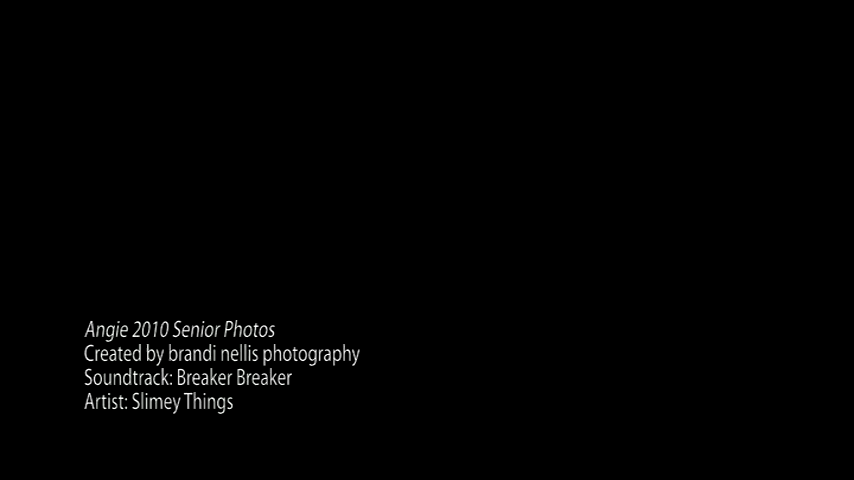 Angie 2010 Senior Photos
Created by brandi nellis photography
Soundtrack: Breaker Breaker
Artist: Slimey Things